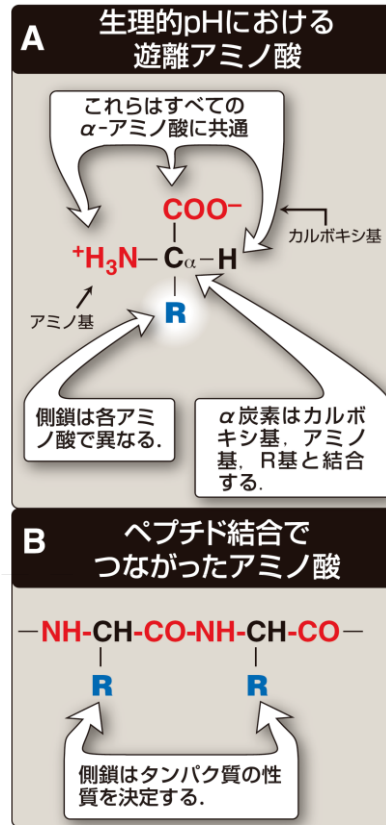 A
生理的pHにおける
遊離アミノ酸
これらはすべての
α-アミノ酸に共通
COO⁻
カルボキシ基
⁺H₃N—Cα—H
アミノ基
R
側鎖は各アミ
ノ酸で異なる.
α炭素はカルボ
キシ基，アミノ
基，R基と結合
する.
B
ペプチド結合で
つながったアミノ酸
—NH-CH-CO-NH-CH-CO—
R R
側鎖はタンパク質の性
質を決定する.